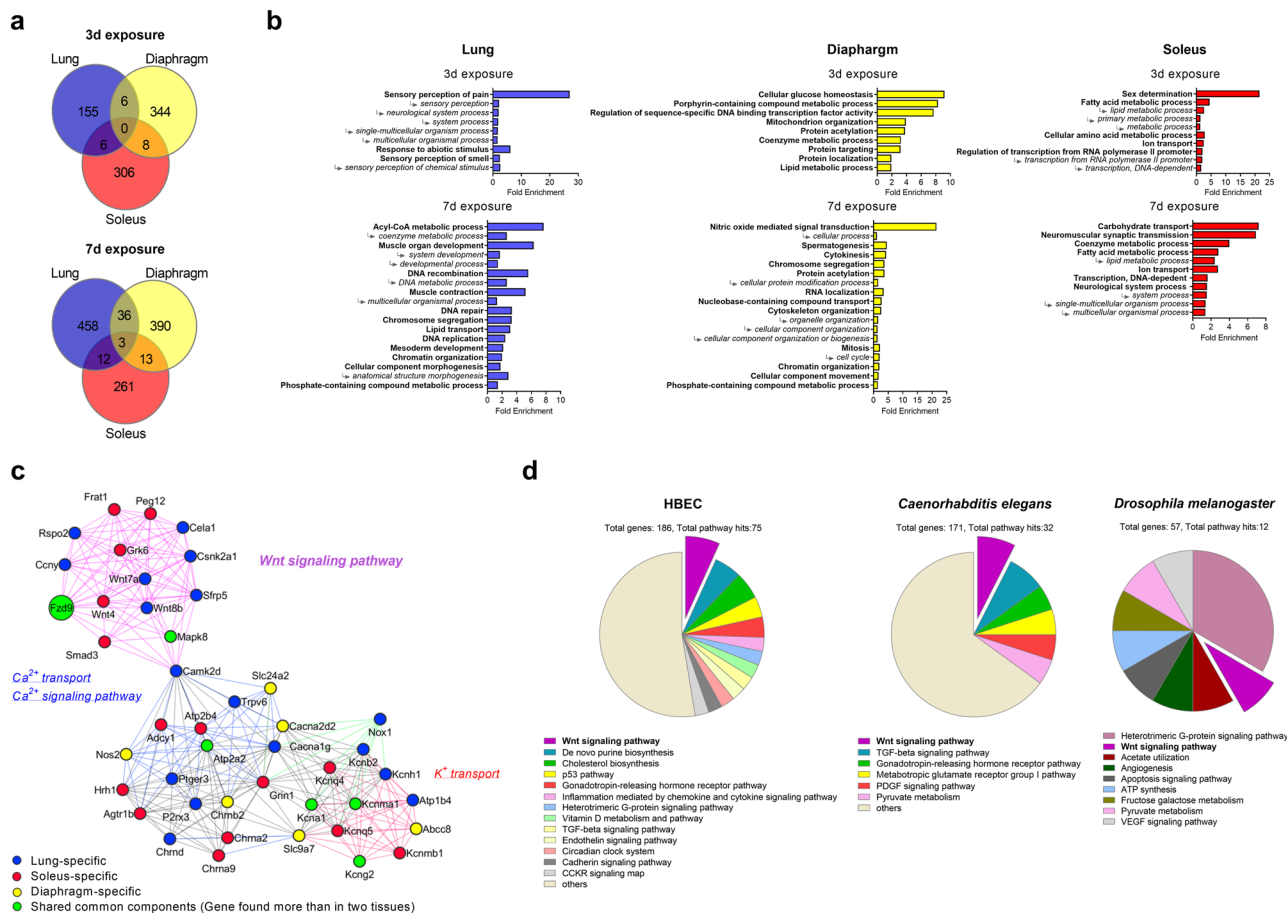 a
3d exposure
Lung
Diaphragm
155
6
344
0
6
8
306
Soleus
7d exposure
Lung
Diaphragm
458
36
390
3
12
13
261
Soleus
b
Lung
3d exposure
Sensory perception of pain
sensory perception
neurological system process
system process
single-multicellular organism process
multicellular organismal process
Response to abiotic stimulus
Sensory perception of smell
sensory perception of chemical stimulus
0 10 20 30
Fold Enrichment
7d exposure
Acyl-CoA metabolic process
coenzyme metabolic process
Muscle organ development
system development
developmental process
DNA recombination
DNA metabolic process
Muscle contraction
multicellular organismal process
DNA repair
Chromosome segregation
Lipid transport
DNA replication
Mesoderm development
Chromatin organization
Cellular component morphogenesis
anatomical structure morphogenesis
Phosphate-containing compound metabolic process
0 2 4 6 8 10
Fold Enrichment
Diaphargm
3d exposure
Cellular glucose homeostasis
Porphyrin-containing compound metabolic process
Regulation of sequence-specific DNA binding transcription factor activity
Mitochondrion organization
Protein acetylation
Coenzyme metabolic process
Protein targeting
Protein localization
Lipid metabolic process
0 2 4 6 8 10
Fold Enrichment
7d exposure
Nitric oxide mediated signal transduction
cellular process
Spermatogenesis
Cytokinesis
Chromosome segregation
Protein acetylation
cellular protein modification process
RNA localization
Nucleobase-containing compound transport
Cytoskeleton organization
organelle organization
cellular component organization
cellular component organization or biogenesis
Mitosis
cell cycle
Chromatin organization
Cellular component movement
Phosphate-containing compound metabolic process
0 5 10 15 20 25
Fold Enrichment
Soleus
3d exposure
Sex determination
Fatty acid metabolic process
lipid metabolic process
primary metabolic process
metabolic process
Cellular amino acid metabolic process
Ion transport
Regulation of transcription from RNA polymerase II promoter
transcription from RNA polymerase II promoter
transcription, DNA-dependent
0 5 10 15 20 25
Fold Enrichment
7d exposure
Carbohydrate transport
Neuromuscular synaptic transmission
Coenzyme metabolic process
Fatty acid metabolic process
lipid metabolic process
Ion transport
Transcription, DNA-depedent
Neurological system process
system process
single-multicellular organism process
multicellular organismal process
0 2 4 6 8
Fold Enrichment
c
Frat1
Peg12
Rspo2
Cela1
Grk6
Csnk2a1
Ccny
Wnt7a
Sfrp5
Fzd9
Wnt4
Wnt8b
Mapk8
Smad3
Camk2d
Wnt signaling pathway
Ca2+ transport
Ca2+ signaling pathway
Slc24a2
Trpv6
Atp2b4
Adcy1
Cacna2d2
Nox1
Nos2
Atp2a2
Cacna1g
Kcnb2
Ptger3
Kcnq4
Kcnh1
K+ transport
Hrh1
Grin1
Kcnma1
Atp1b4
Agtr1b
P2rx3
Chrnb2
Kcna1
Abcc8
Chrna2
Kcnq5
Chrnd
Slc9a7
Kcnmb1
Chrna9
Kcng2
Lung-specific
Soleus-specific
Diaphragm-specific
Shared common components (Gene found more than in two tissues)
d
HBEC
Total genes: 186, Total pathway hits:75
Wnt signaling pathway
De novo purine biosynthesis
Cholesterol biosynthesis
p53 pathway
Gonadotropin-releasing hormone receptor pathway
Inflammation mediated by chemokine and cytokine signaling pathway
Heterotrimeric G-protein signaling pathway
Vitamin D metabolism and pathway
TGF-beta signaling pathway
Endothelin signaling pathway
Circadian clock system
Cadherin signaling pathway
CCKR signaling map
others
Caenorhabditis elegans
Total genes: 171, Total pathway hits:32
Wnt signaling pathway
TGF-beta signaling pathway
Gonadotropin-releasing hormone receptor pathway
Metabotropic glutamate receptor group I pathway
PDGF signaling pathway
Pyruvate metabolism
others
Drosophila melanogaster
Total genes: 57, Total pathway hits:12
Heterotrimeric G-protein signaling pathway
Wnt signaling pathway
Acetate utilization
Angiogenesis
Apoptosis signaling pathway
ATP synthesis
Fructose galactose metabolism
Pyruvate metabolism
VEGF signaling pathway